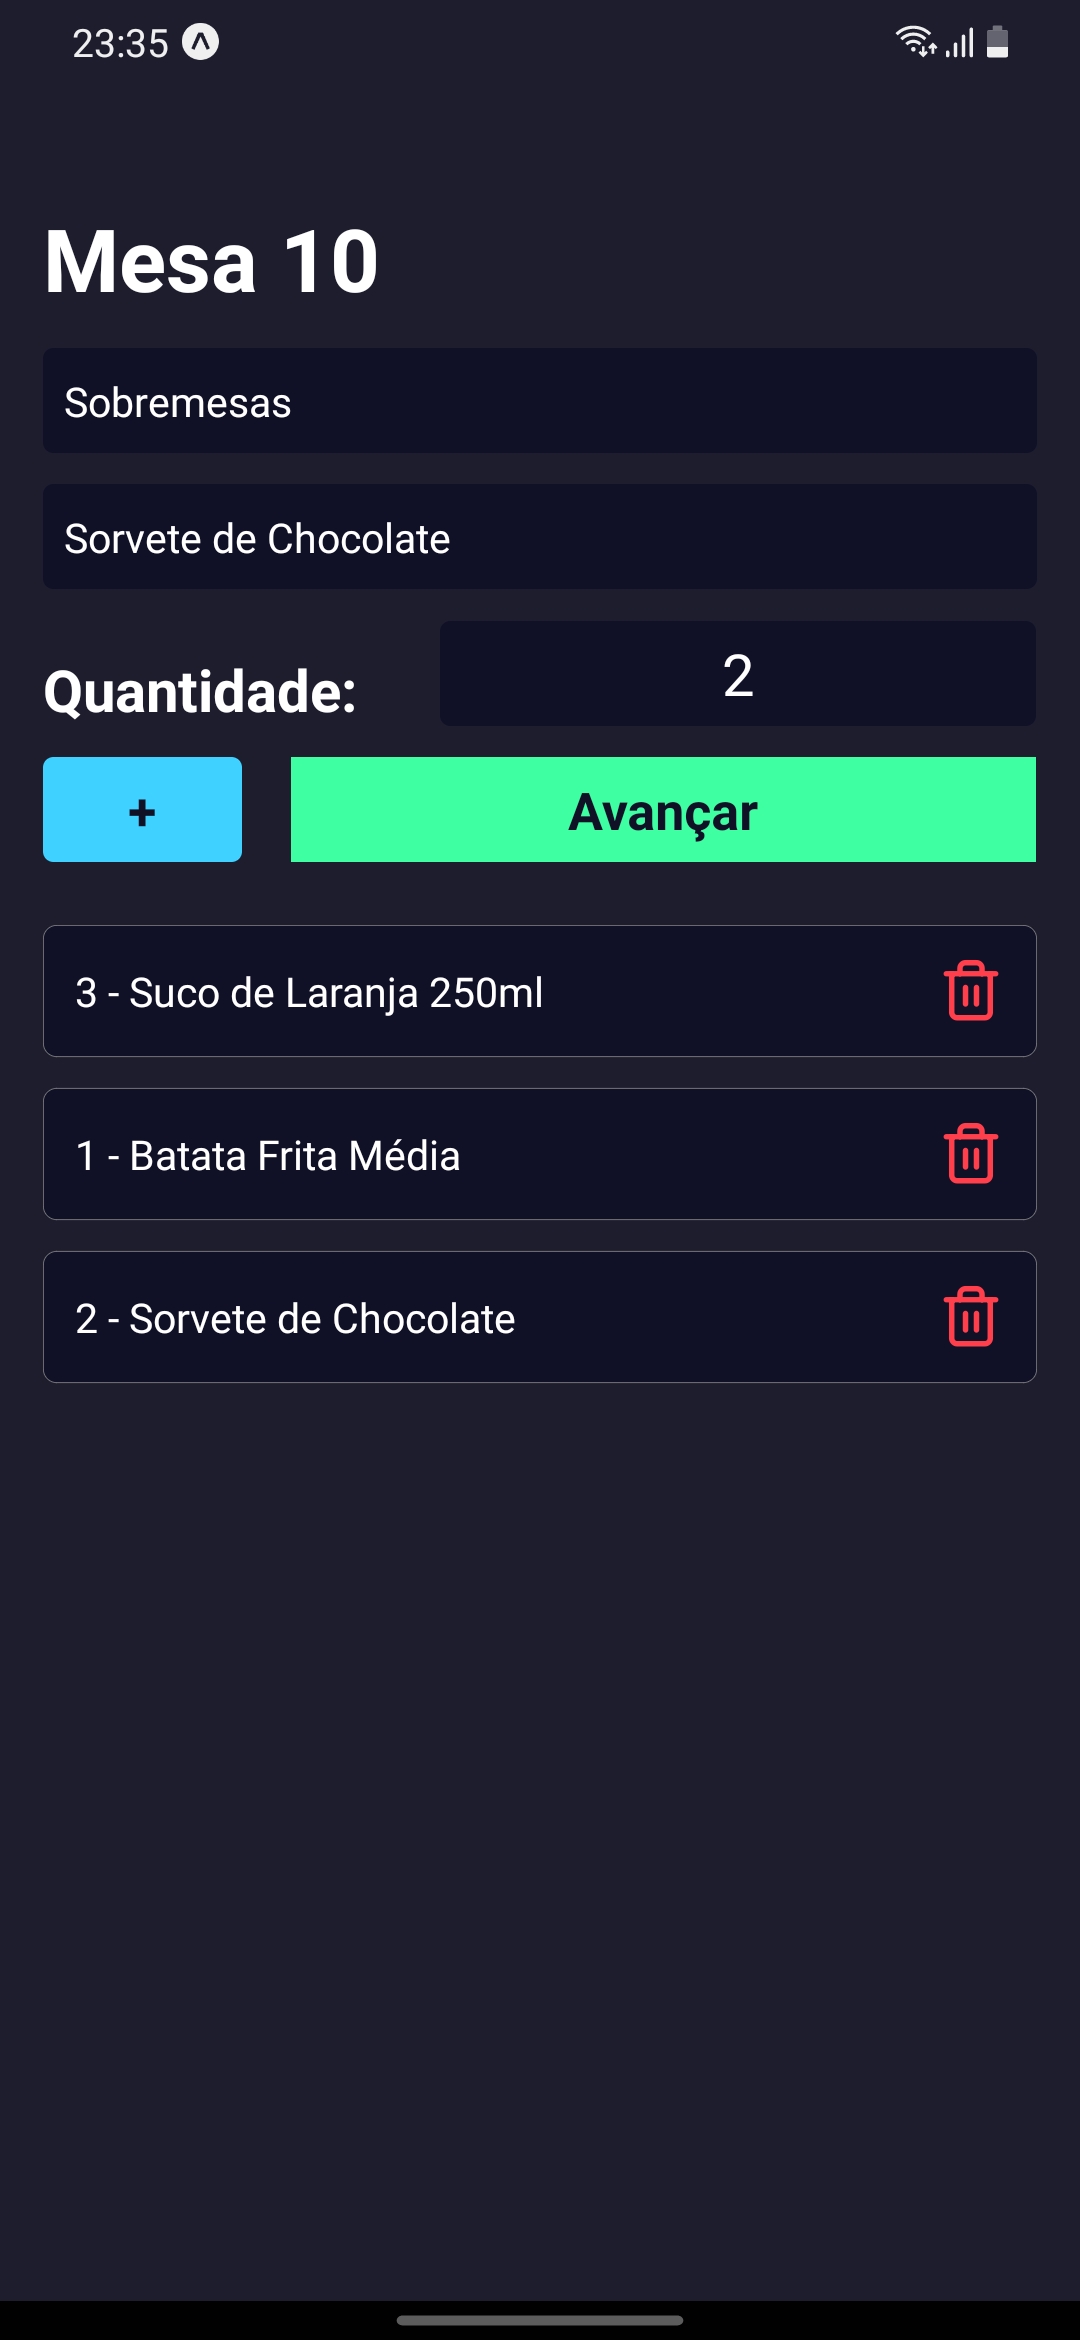 23:35
Mesa 10
Sobremesas
Sorvete de Chocolate
Quantidade:
2
+
Avançar
3 - Suco de Laranja 250ml
1 - Batata Frita Média
2 - Sorvete de Chocolate